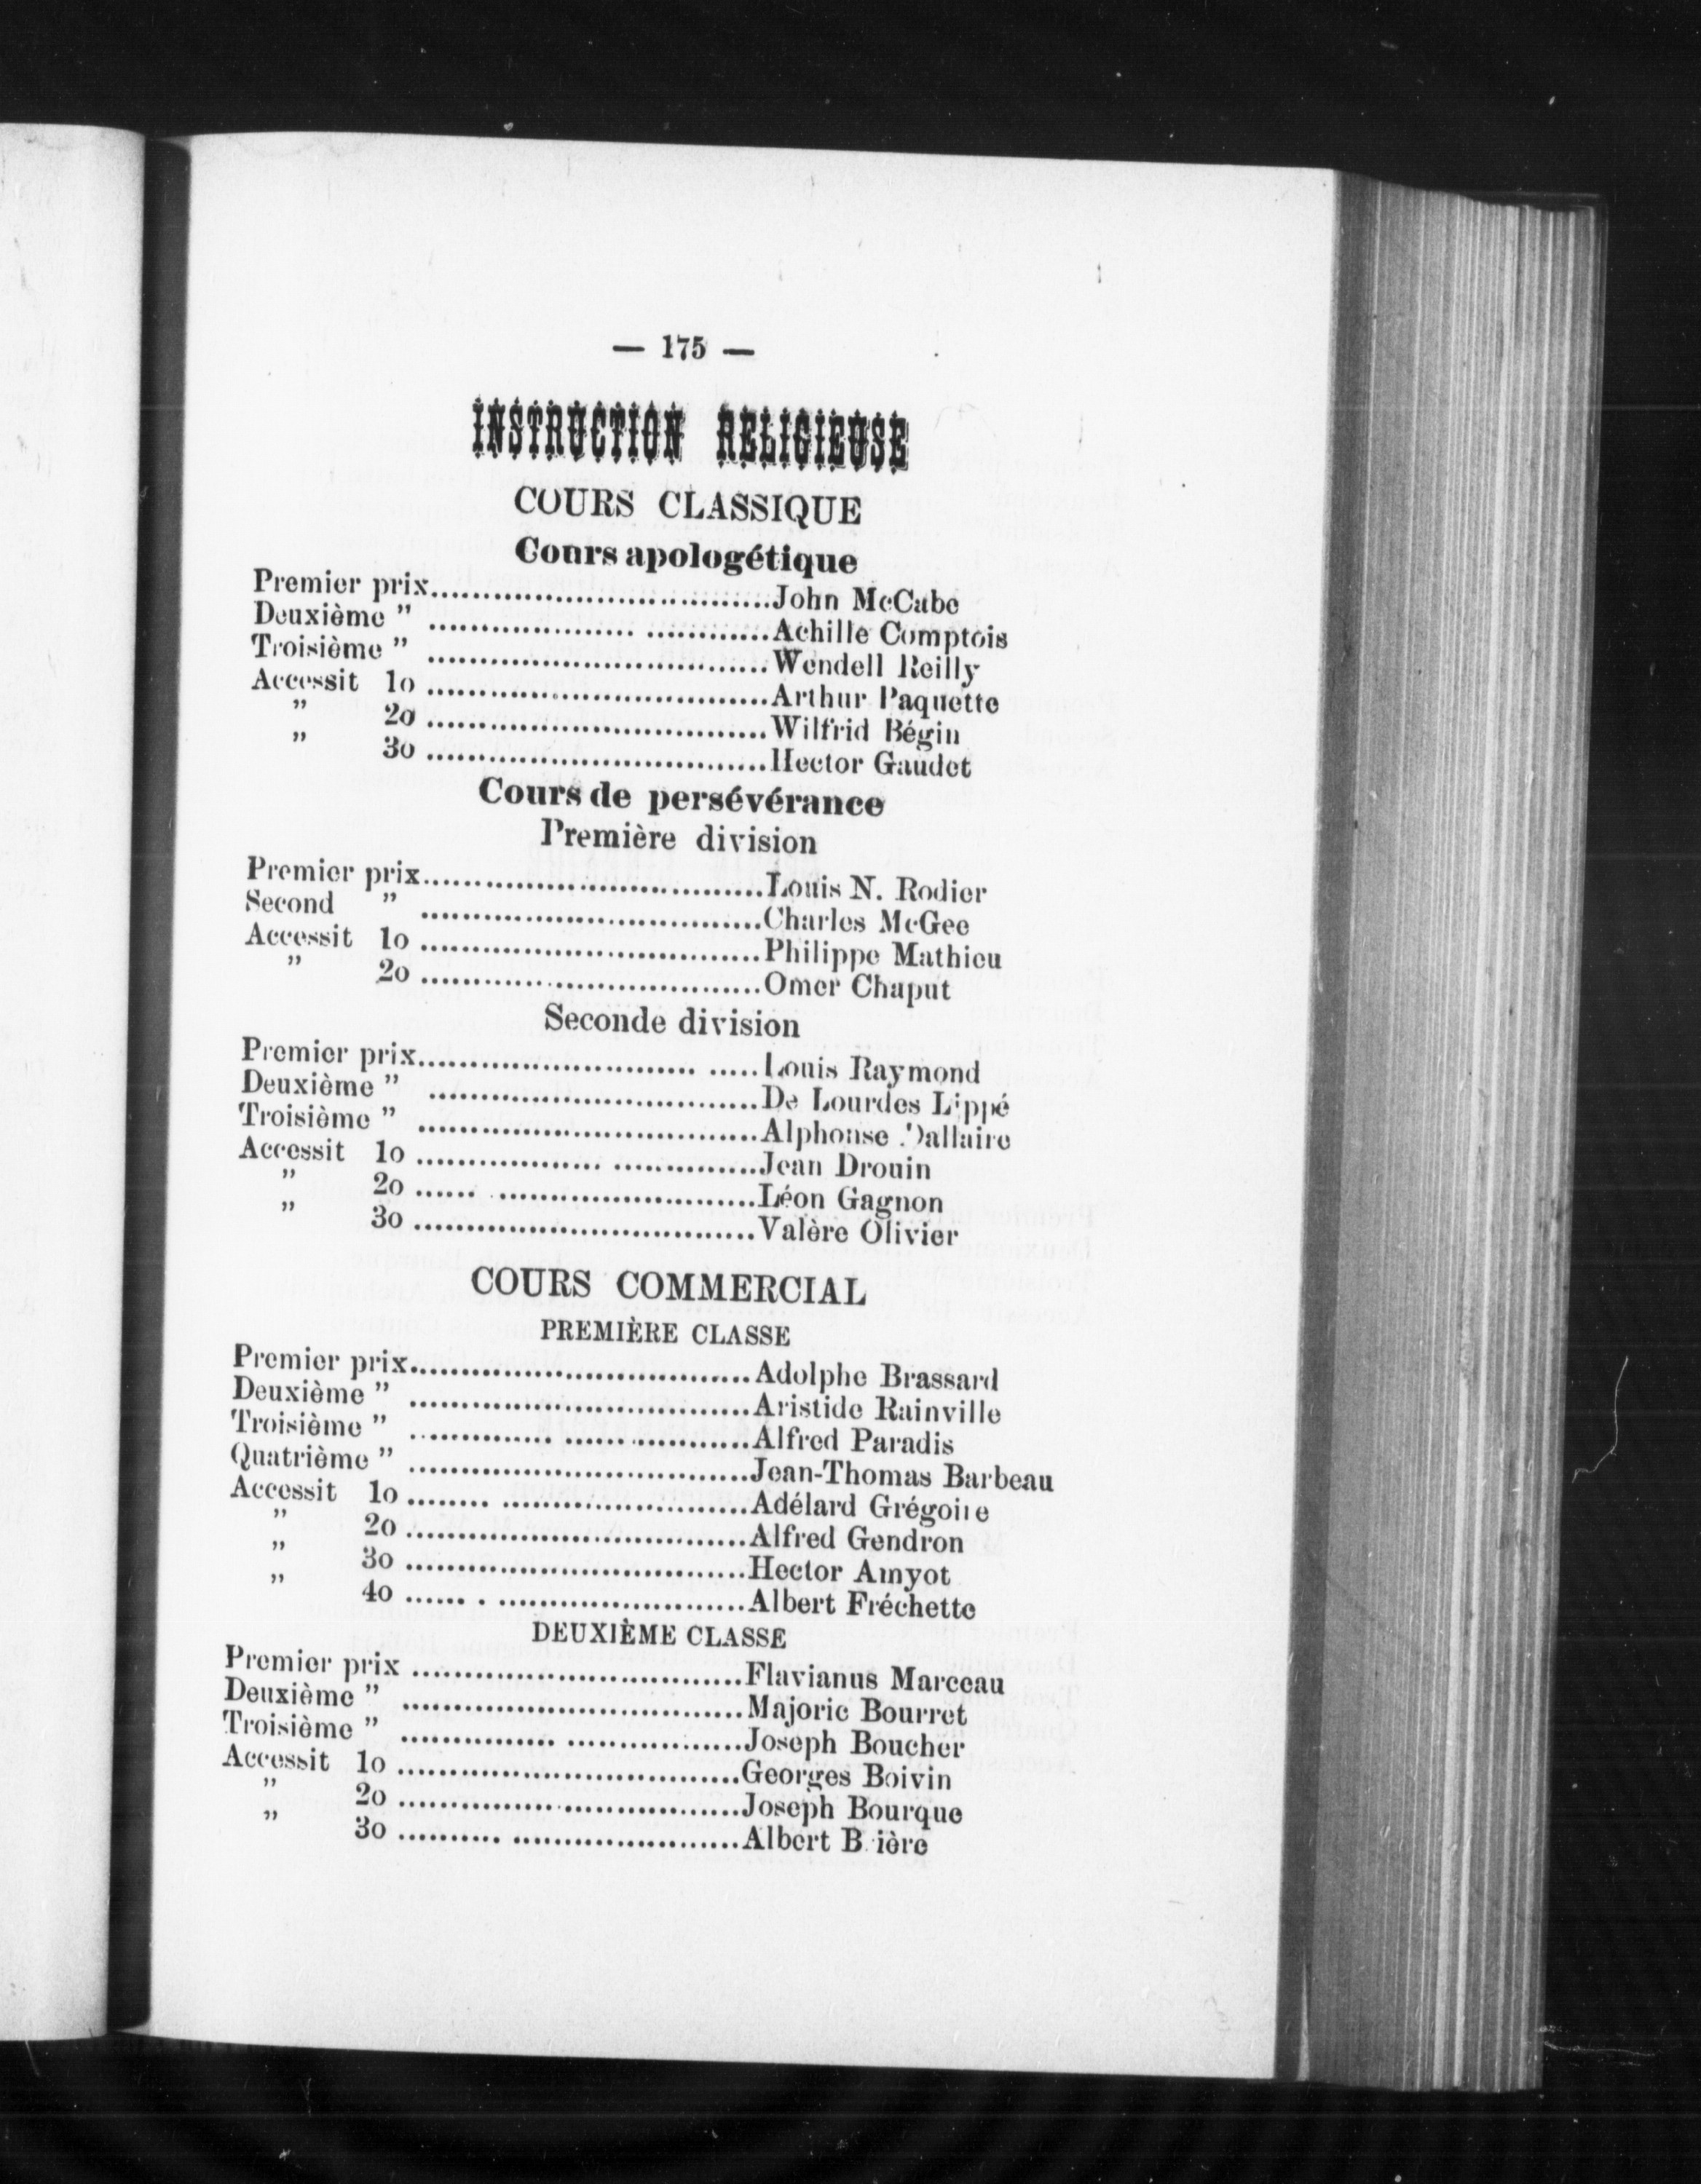 — 175 —
INSTRUCTION RELIGIEUSE
COURS CLASSIQUE
Cours apologétique
Premier prix.................................John McCabe
Deuxième " ................................Achille Comptois
Troisième " .................................Wendell Reilly
Accessit 1o .................................Arthur Paquette
" 2o .................................Wilfrid Bégin
" 3o .................................Hector Gaudet
Cours de persévérance
Première division
Premier prix.................................Louis N. Rodier
Second " .................................Charles McGee
Accessit 1o .................................Philippe Mathieu
" 2o .................................Omer Chaput
Seconde division
Premier prix........................... .....Louis Raymond
Deuxième " ................................De Lourdes Lippé
Troisième " .................................Alphonse Dallaire
Accessit 1o .................. ..............Jean Drouin
" 2o ...... .........................Léon Gagnon
" 3o .................................Valère Olivier
COURS COMMERCIAL
PREMIÈRE CLASSE
Premier prix.................................Adolphe Brassard
Deuxième " .................................Aristide Rainville
Troisième " .............. ..................Alfred Paradis
Quatrième " .................................Jean-Thomas Barbeau
Accessit 1o ........ ........................Adélard Grégoire
" 2o .................................Alfred Gendron
" 3o .................................Hector Amyot
" 4o ...... . ........................Albert Fréchette
DEUXIÈME CLASSE
Premier prix ................................Flavianus Marceau
Deuxième " .................................Majoric Bourret
Troisième " ............... .................Joseph Boucher
Accessit 1o .................................Georges Boivin
" 2o .................................Joseph Bourque
" 3o .......... ......................Albert